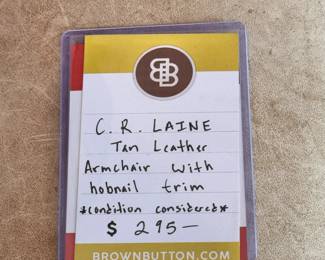 BB
C. R. LAINE
Tan Leather
Armchair with
hobnail trim
*condition considered*
$ 295—
BROWNBUTTON.COM